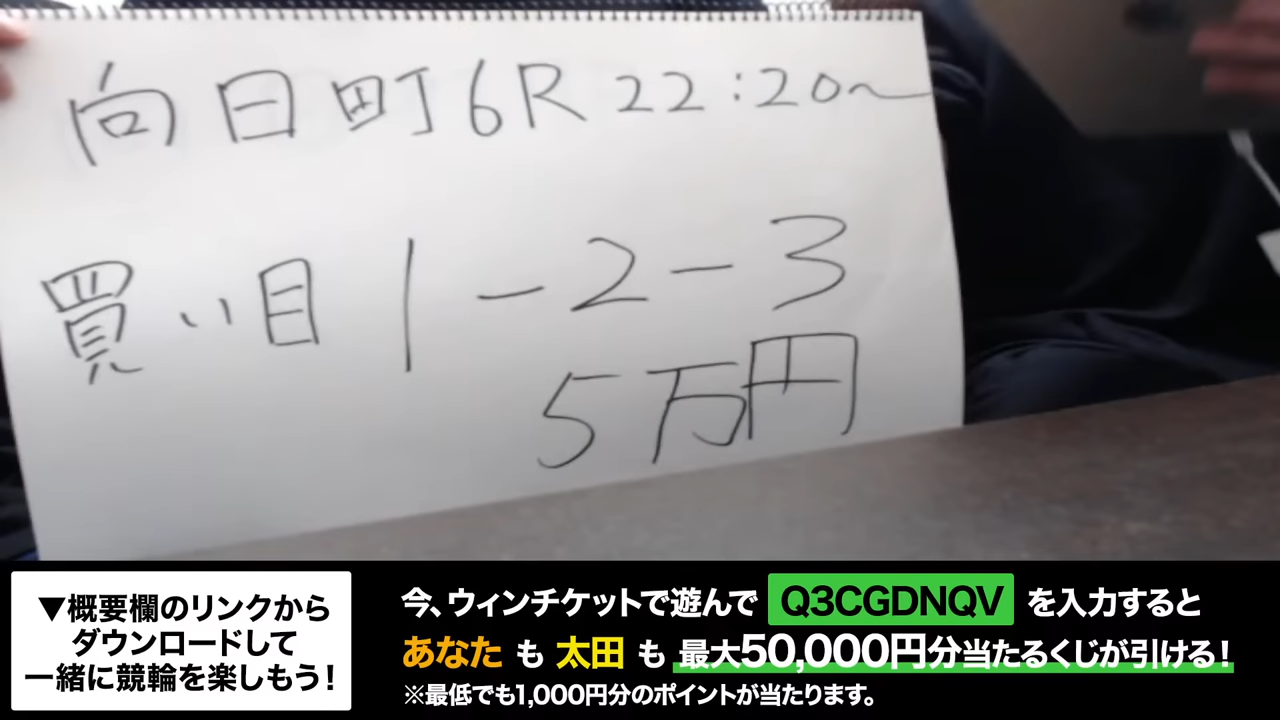 向日町6R 22:20〜
買い目 1-2-3
5万円
▼概要欄のリンクから
ダウンロードして
一緒に競輪を楽しもう!
今、ウィンチケットで遊んで Q3CGDNQV を入力すると
あなた も 太田 も 最大50,000円分当たるくじが引ける!
※最低でも1,000円分のポイントが当たります。